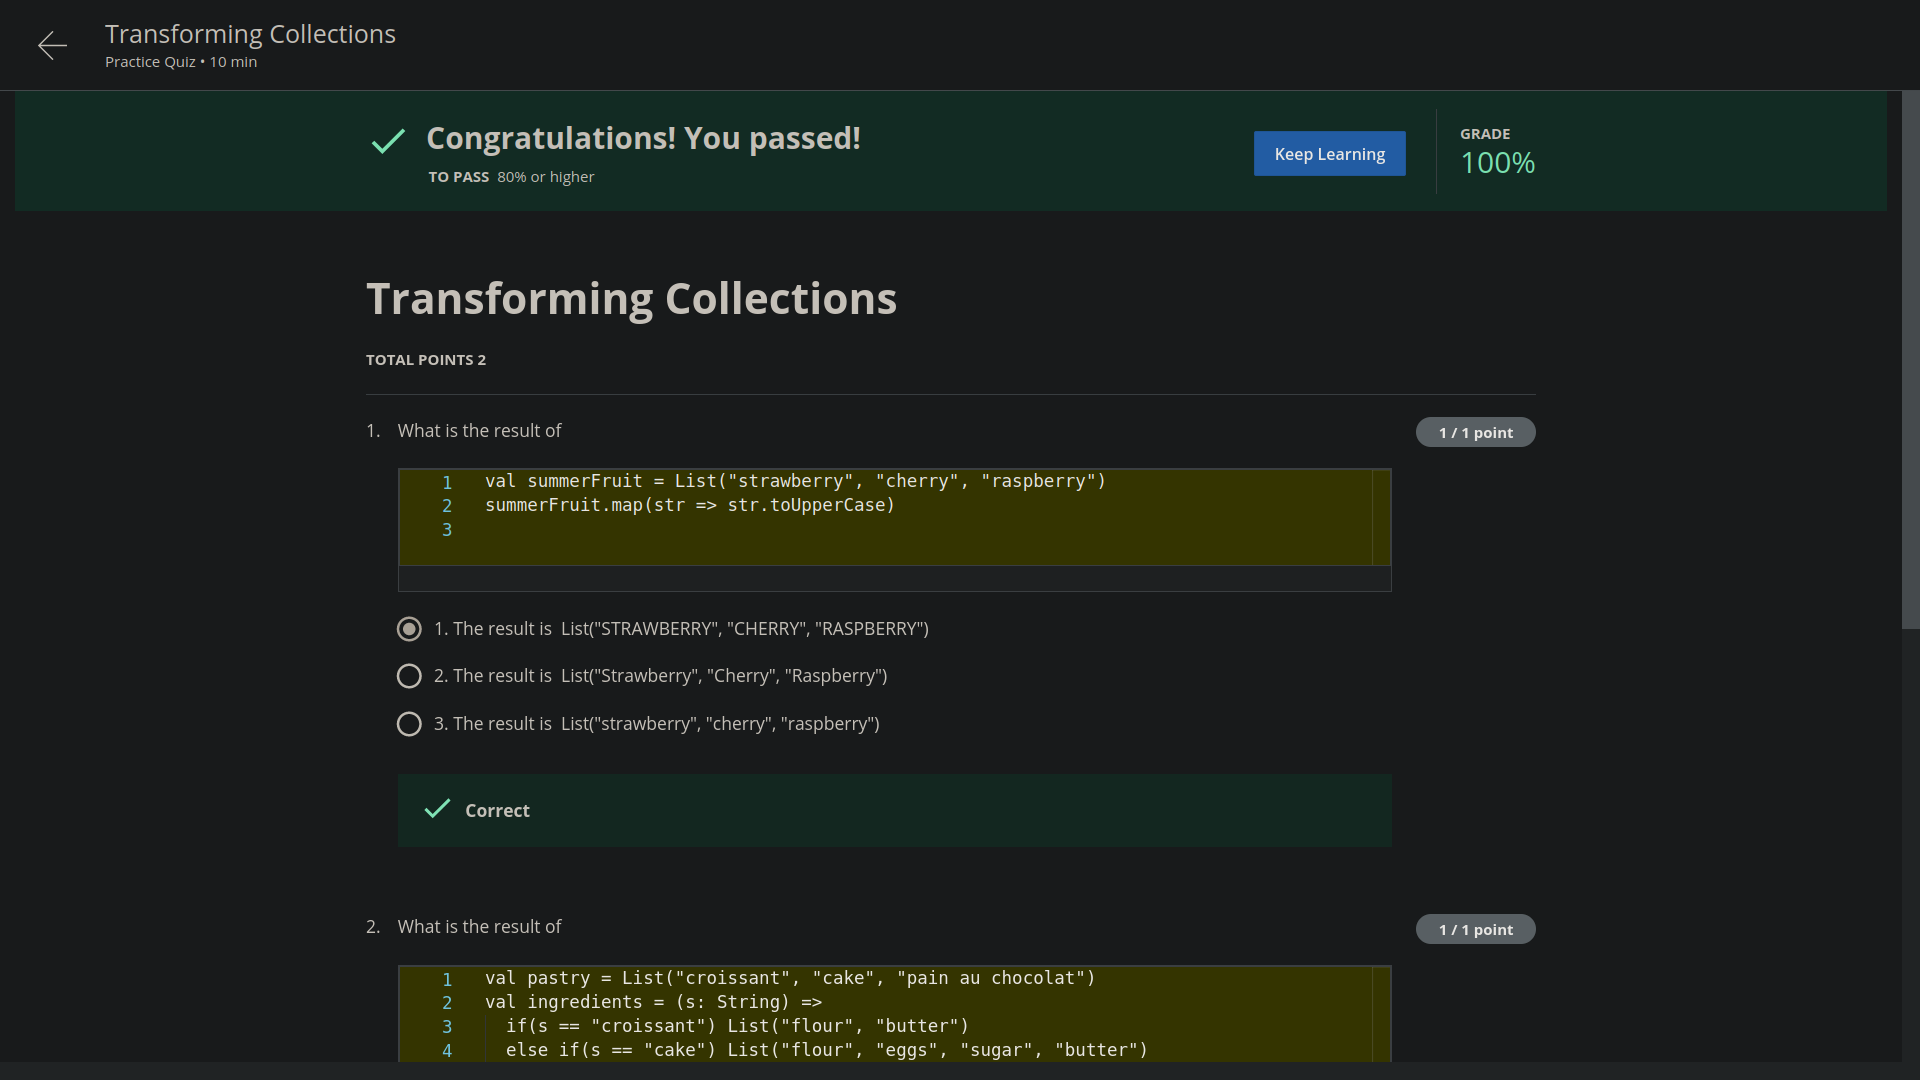 Transforming Collections
Practice Quiz • 10 min
Congratulations! You passed!
TO PASS 80% or higher
Keep Learning
GRADE
100%
Transforming Collections
TOTAL POINTS 2
1. What is the result of
1 / 1 point
1 val summerFruit = List("strawberry", "cherry", "raspberry")
2 summerFruit.map(str => str.toUpperCase)
3
1. The result is List("STRAWBERRY", "CHERRY", "RASPBERRY")
2. The result is List("Strawberry", "Cherry", "Raspberry")
3. The result is List("strawberry", "cherry", "raspberry")
Correct
2. What is the result of
1 / 1 point
1 val pastry = List("croissant", "cake", "pain au chocolat")
2 val ingredients = (s: String) =>
3 if(s == "croissant") List("flour", "butter")
4 else if(s == "cake") List("flour", "eggs", "sugar", "butter")